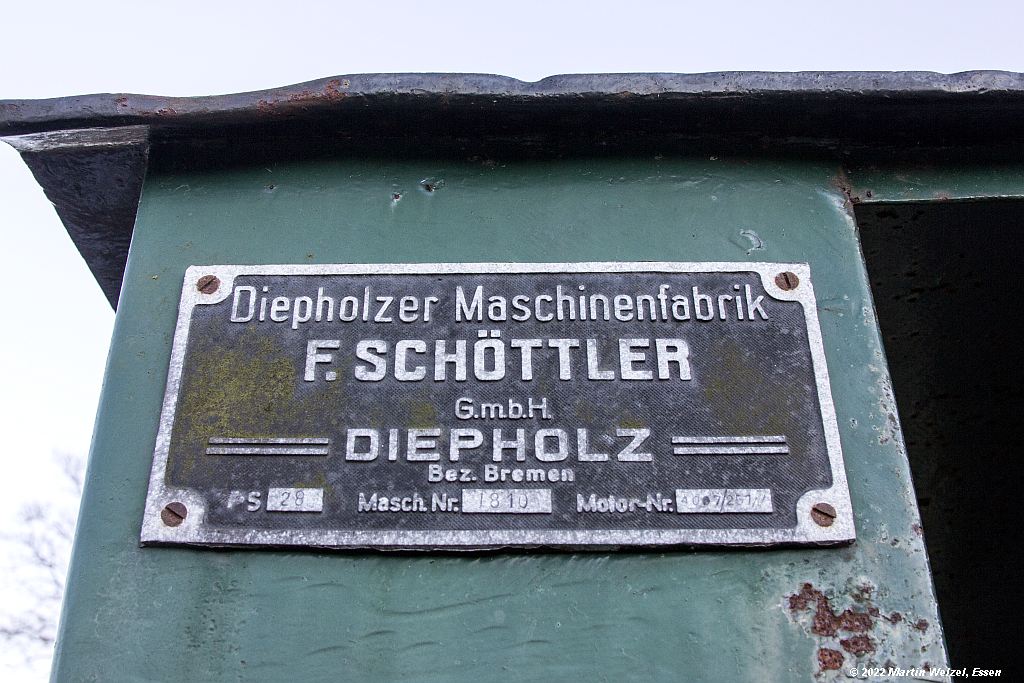 Diepholzer Maschinenfabrik
F. SCHÖTTLER
G.m.b.H.
DIEPHOLZ
Bez. Bremen
PS 28 Masch. Nr. 1810 Motor-Nr.
© 2022 Martin Welzel, Essen